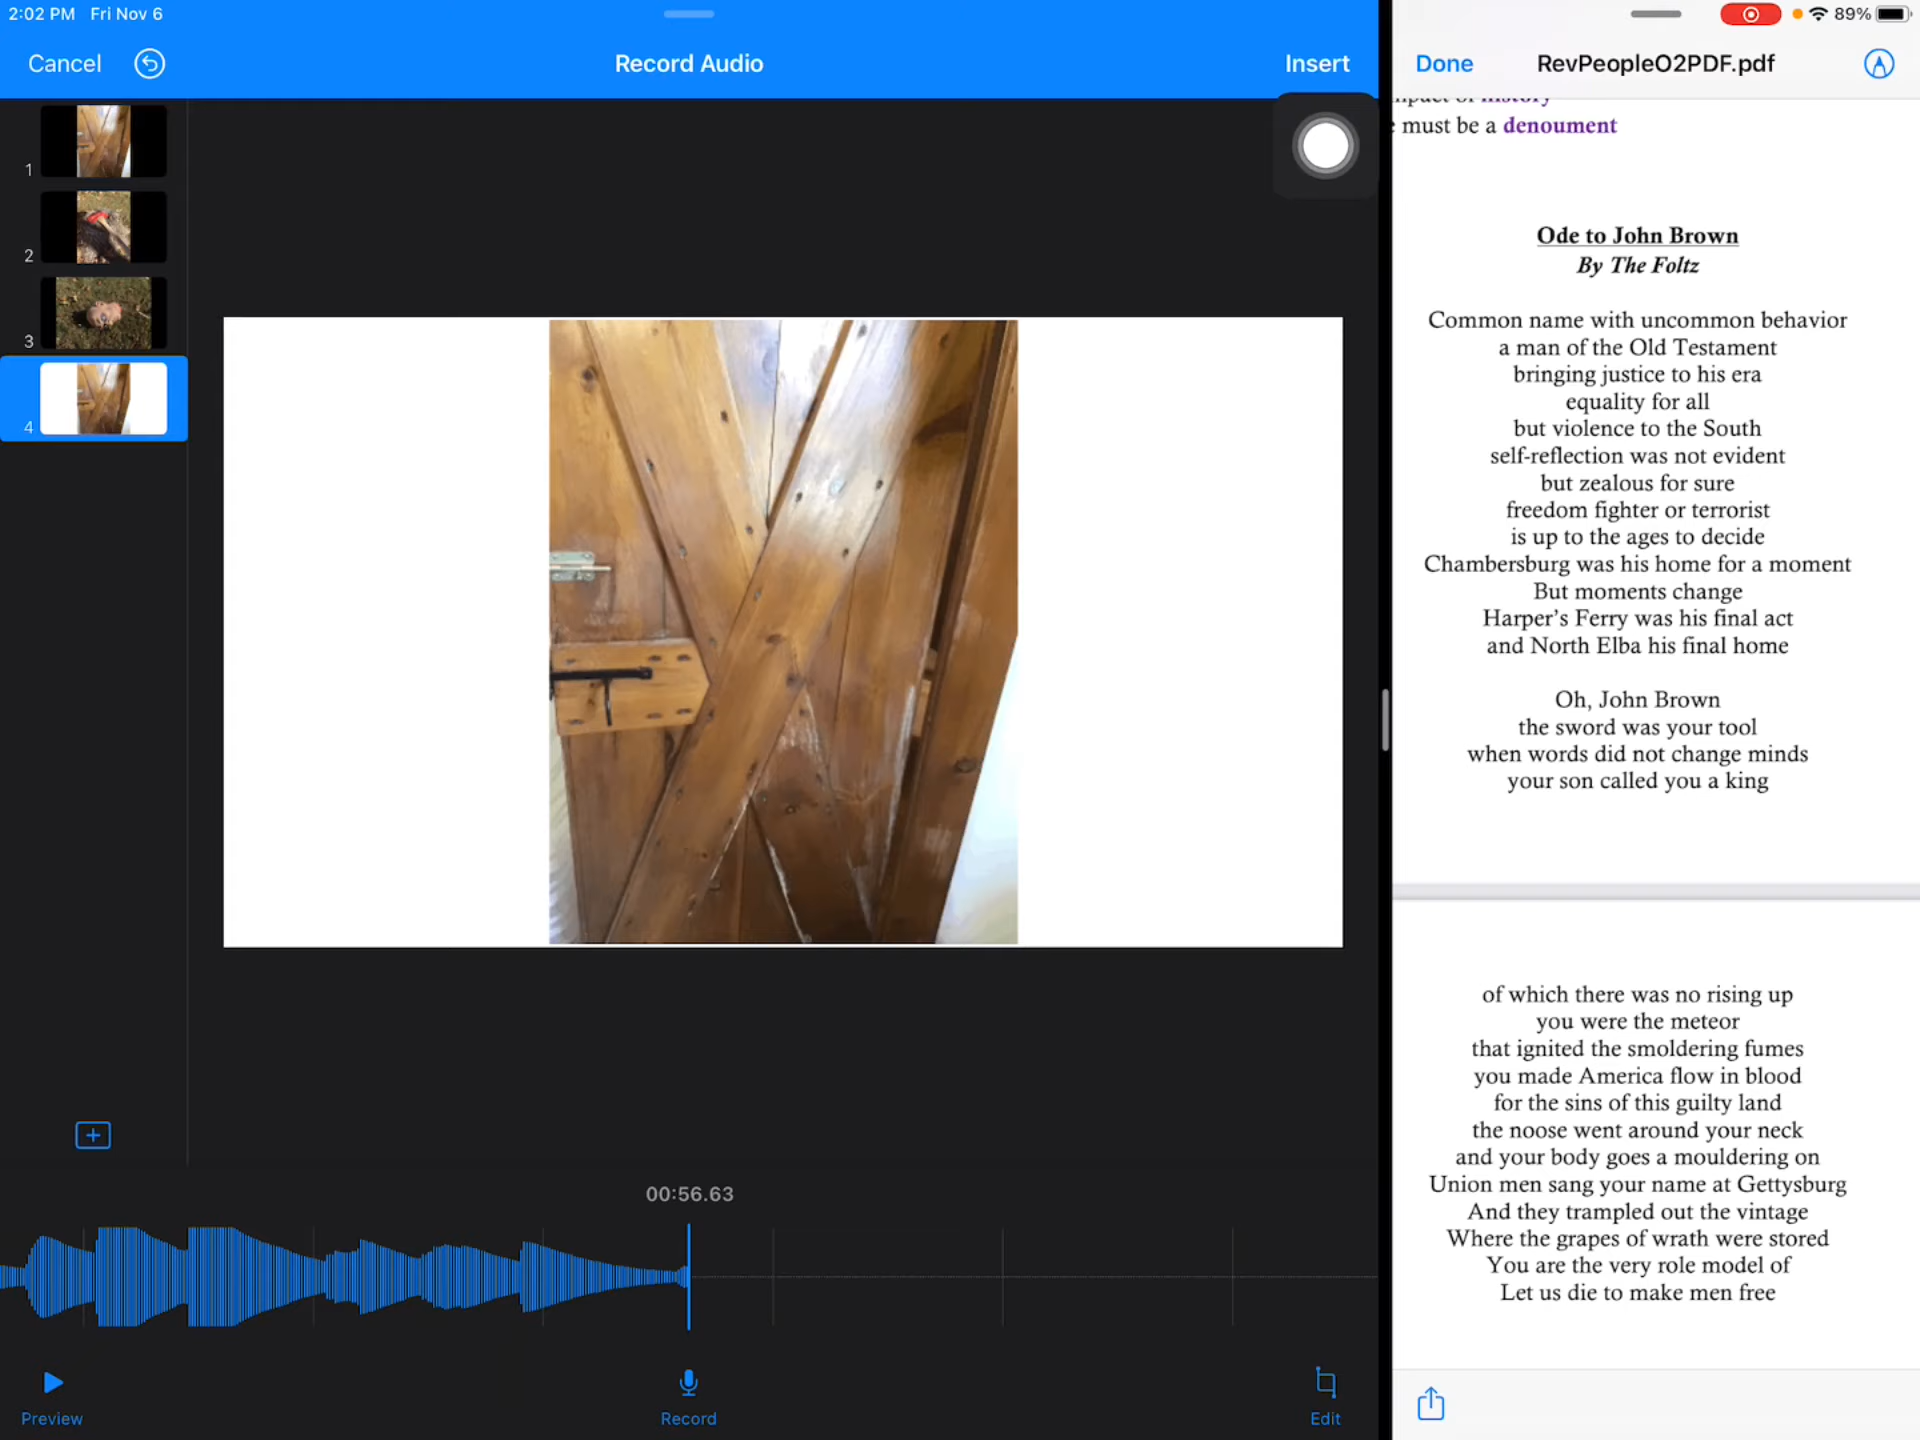 2:02 PM Fri Nov 6
Cancel
Record Audio
Insert
1
2
3
4
00:56.63
Preview
Record
Edit
89%
Done
RevPeopleO2PDF.pdf
history
must be a denoument
Ode to John Brown
By The Foltz
Common name with uncommon behavior
a man of the Old Testament
bringing justice to his era
equality for all
but violence to the South
self-reflection was not evident
but zealous for sure
freedom fighter or terrorist
is up to the ages to decide
Chambersburg was his home for a moment
But moments change
Harper's Ferry was his final act
and North Elba his final home
Oh, John Brown
the sword was your tool
when words did not change minds
your son called you a king
of which there was no rising up
you were the meteor
that ignited the smoldering fumes
you made America flow in blood
for the sins of this guilty land
the noose went around your neck
and your body goes a mouldering on
Union men sang your name at Gettysburg
And they trampled out the vintage
Where the grapes of wrath were stored
You are the very role model of
Let us die to make men free